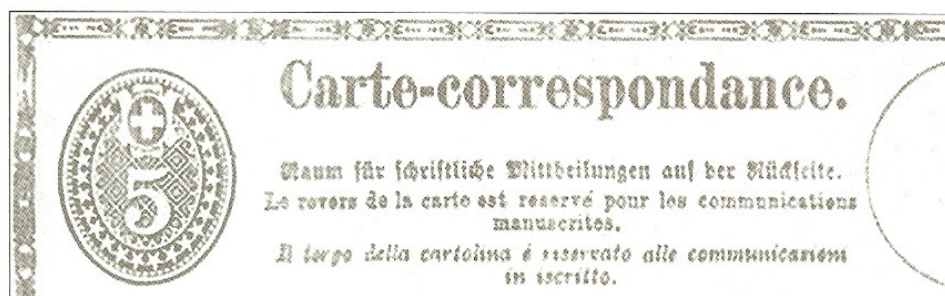 Carte-correspondance.
5
Raum für schriftliche Mittheilungen auf der Rückseite.
Le revers de la carte est reservé pour les communications
manuscrites.
Il tergo della cartolina é riservato alle communicazioni
in iscritto.